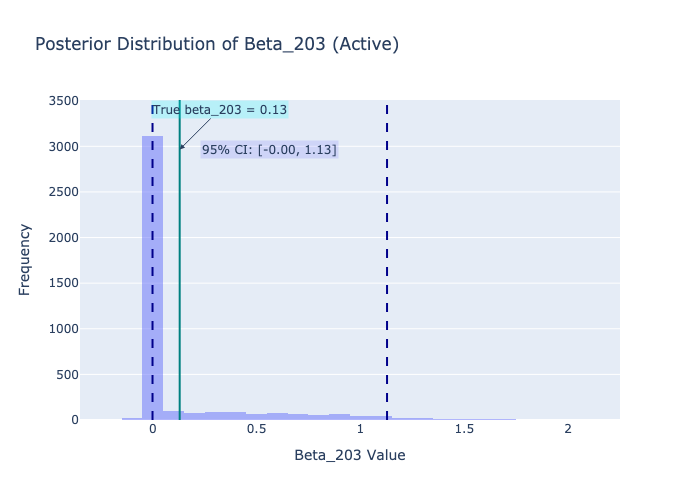 Posterior Distribution of Beta_203 (Active)
3500
True beta_203 = 0.13
3000
95% CI: [-0.00, 1.13]
2500
2000
1500
1000
500
0
Frequency
0
0.5
1
1.5
2
Beta_203 Value